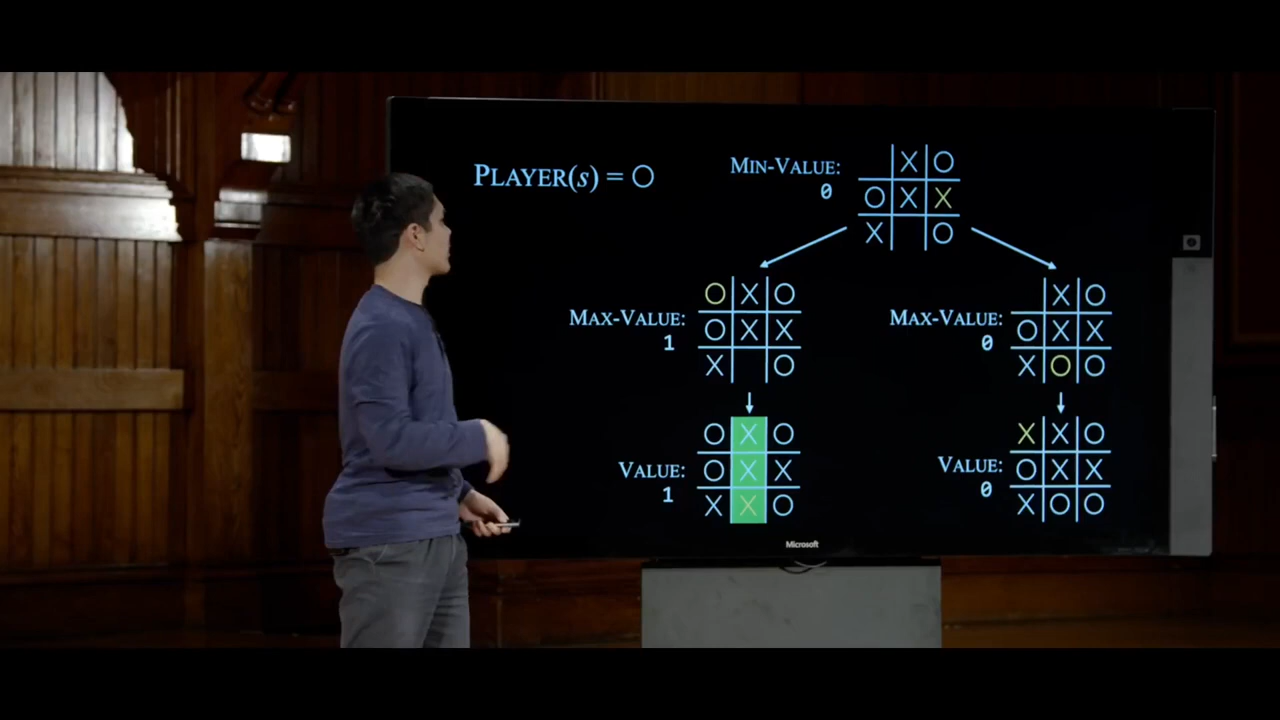 PLAYER(s) = O
MIN-VALUE:
0
X O
O X X
X O
MAX-VALUE:
1
O X O
O X X
X O
MAX-VALUE:
0
X O
O X X
X O O
VALUE:
1
O X O
O X X
X X O
VALUE:
0
X X O
O X X
X O O
Microsoft